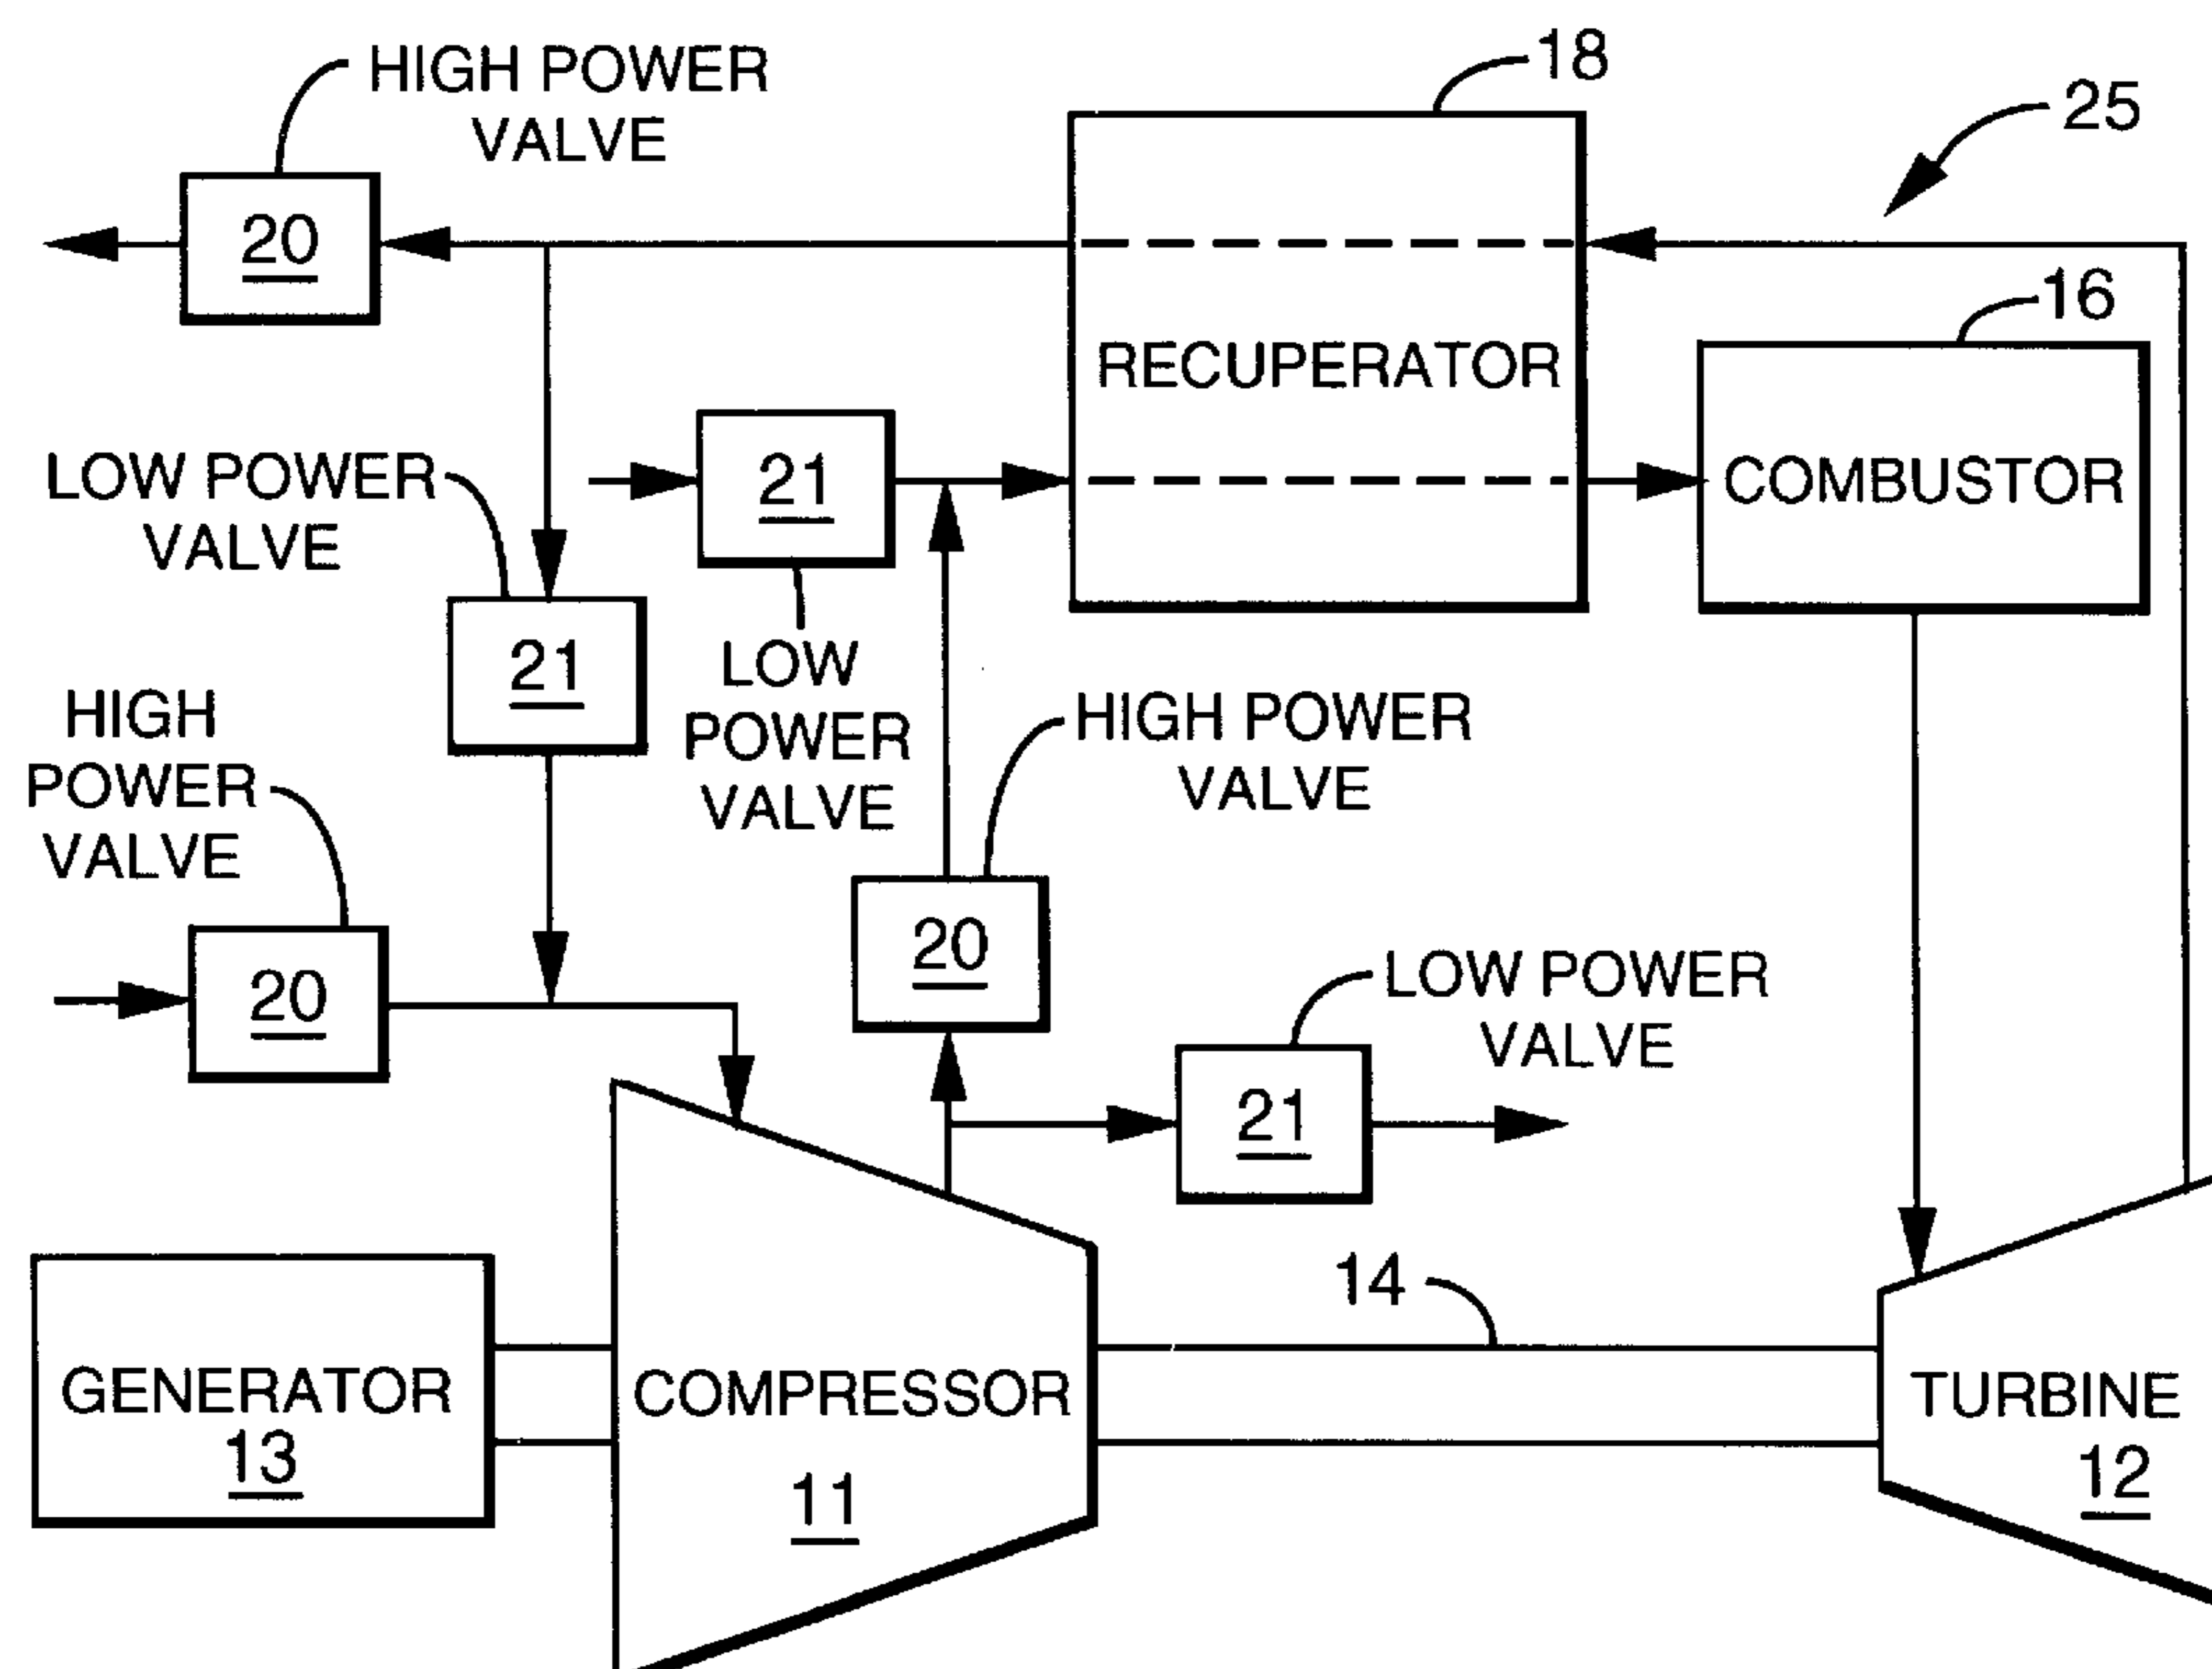 HIGH POWER
VALVE
18
25
20
16
RECUPERATOR
LOW POWER
VALVE
21
COMBUSTOR
21
LOW
POWER
VALVE
HIGH
POWER
VALVE
HIGH POWER
VALVE
20
20
LOW POWER
VALVE
21
14
GENERATOR
13
COMPRESSOR
11
TURBINE
12